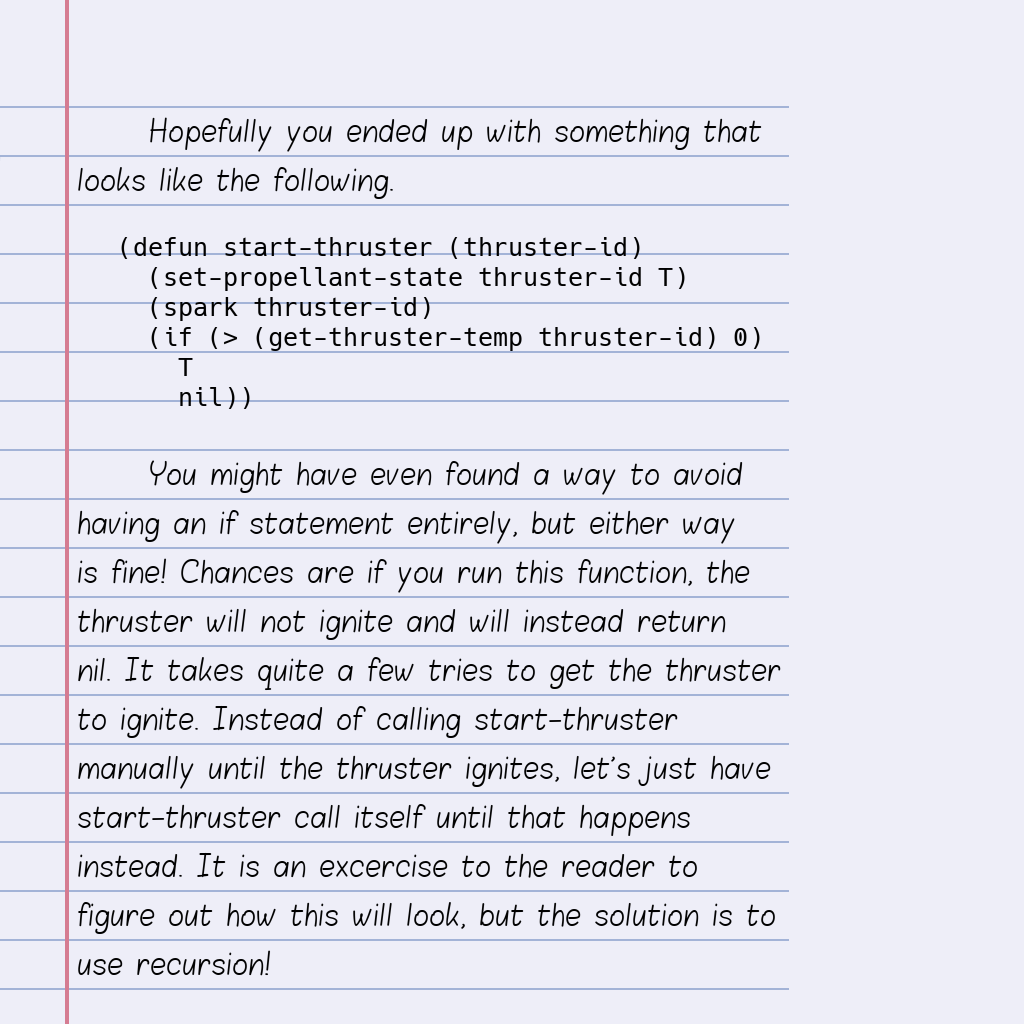 Hopefully you ended up with something that
looks like the following.
(defun start-thruster (thruster-id)
(set-propellant-state thruster-id T)
(spark thruster-id)
(if (> (get-thruster-temp thruster-id) 0)
T
nil))
You might have even found a way to avoid
having an if statement entirely, but either way
is fine! Chances are if you run this function, the
thruster will not ignite and will instead return
nil. It takes quite a few tries to get the thruster
to ignite. Instead of calling start-thruster
manually until the thruster ignites, let's just have
start-thruster call itself until that happens
instead. It is an excercise to the reader to
figure out how this will look, but the solution is to
use recursion!